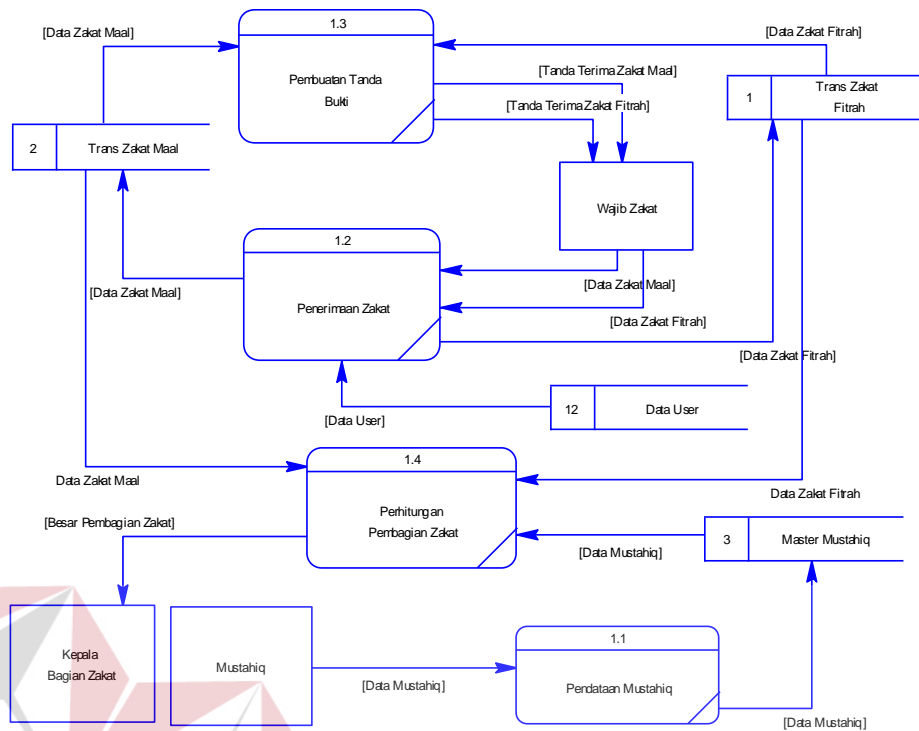 1.3
[Data Zakat Maal]
[Data Zakat Fitrah]
Pembuatan Tanda
Bukti
[Tanda Terima Zakat Maal]
[Tanda Terima Zakat Fitrah]
1
Trans Zakat
Fitrah
2
Trans Zakat Maal
Wajib Zakat
1.2
Penerimaan Zakat
[Data Zakat Maal]
[Data Zakat Maal]
[Data Zakat Fitrah]
[Data Zakat Fitrah]
12
Data User
[Data User]
1.4
Perhitungan
Pembagian Zakat
Data Zakat Maal
Data Zakat Fitrah
[Besar Pembagian Zakat]
3
Master Mustahiq
[Data Mustahiq]
Kepala
Bagian Zakat
Mustahiq
[Data Mustahiq]
1.1
Pendataan Mustahiq
[Data Mustahiq]